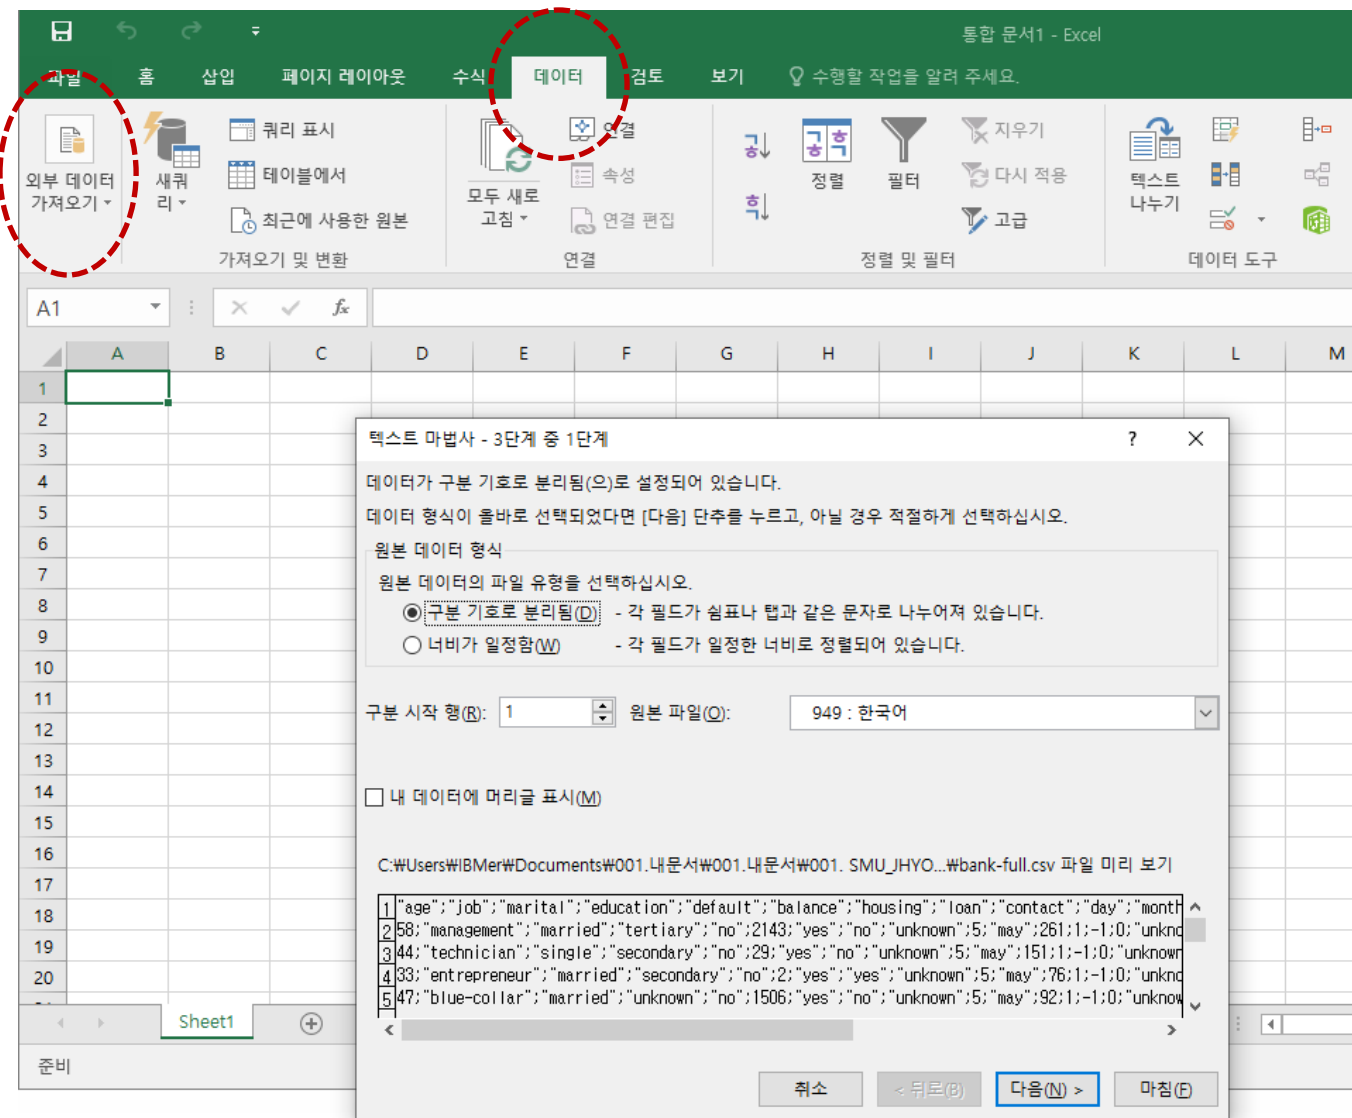 통합 문서1 - Excel
파일 홈 삽입 페이지 레이아웃 수식 데이터 검토 보기 수행할 작업을 알려 주세요.
외부 데이터
가져오기
새쿼
리
쿼리 표시
테이블에서
최근에 사용한 원본
가져오기 및 변환
모두 새로
고침
연결
속성
연결 편집
연결
정렬
필터
지우기
다시 적용
고급
정렬 및 필터
텍스트
나누기
데이터 도구
A1 fx
A B C D E F G H I J K L M
1
2
3
4
5
6
7
8
9
10
11
12
13
14
15
16
17
18
19
20
텍스트 마법사 - 3단계 중 1단계 ?
데이터가 구분 기호로 분리됨(으)로 설정되어 있습니다.
데이터 형식이 올바로 선택되었다면 [다음] 단추를 누르고, 아닐 경우 적절하게 선택하십시오.
원본 데이터 형식
원본 데이터의 파일 유형을 선택하십시오.
구분 기호로 분리됨(D) - 각 필드가 쉼표나 탭과 같은 문자로 나누어져 있습니다.
너비가 일정함(W) - 각 필드가 일정한 너비로 정렬되어 있습니다.
구분 시작 행(R): 1 원본 파일(O): 949 : 한국어
내 데이터에 머리글 표시(M)
C:₩Users₩IBMer₩Documents₩001.내문서₩001.내문서₩001. SMU_JHYO...₩bank-full.csv 파일 미리 보기
1 "age";"job";"marital";"education";"default";"balance";"housing";"loan";"contact";"day";"month
2 58;"management";"married";"tertiary";"no";2143;"yes";"no";"unknown";5;"may";261;1;-1;0;"unkno
3 44;"technician";"single";"secondary";"no";29;"yes";"no";"unknown";5;"may";151;1;-1;0;"unknown
4 33;"entrepreneur";"married";"secondary";"no";2;"yes";"yes";"unknown";5;"may";76;1;-1;0;"unkno
5 47;"blue-collar";"married";"unknown";"no";1506;"yes";"no";"unknown";5;"may";92;1;-1;0;"unknow
취소 < 뒤로(B) 다음(N) > 마침(F)
Sheet1
준비